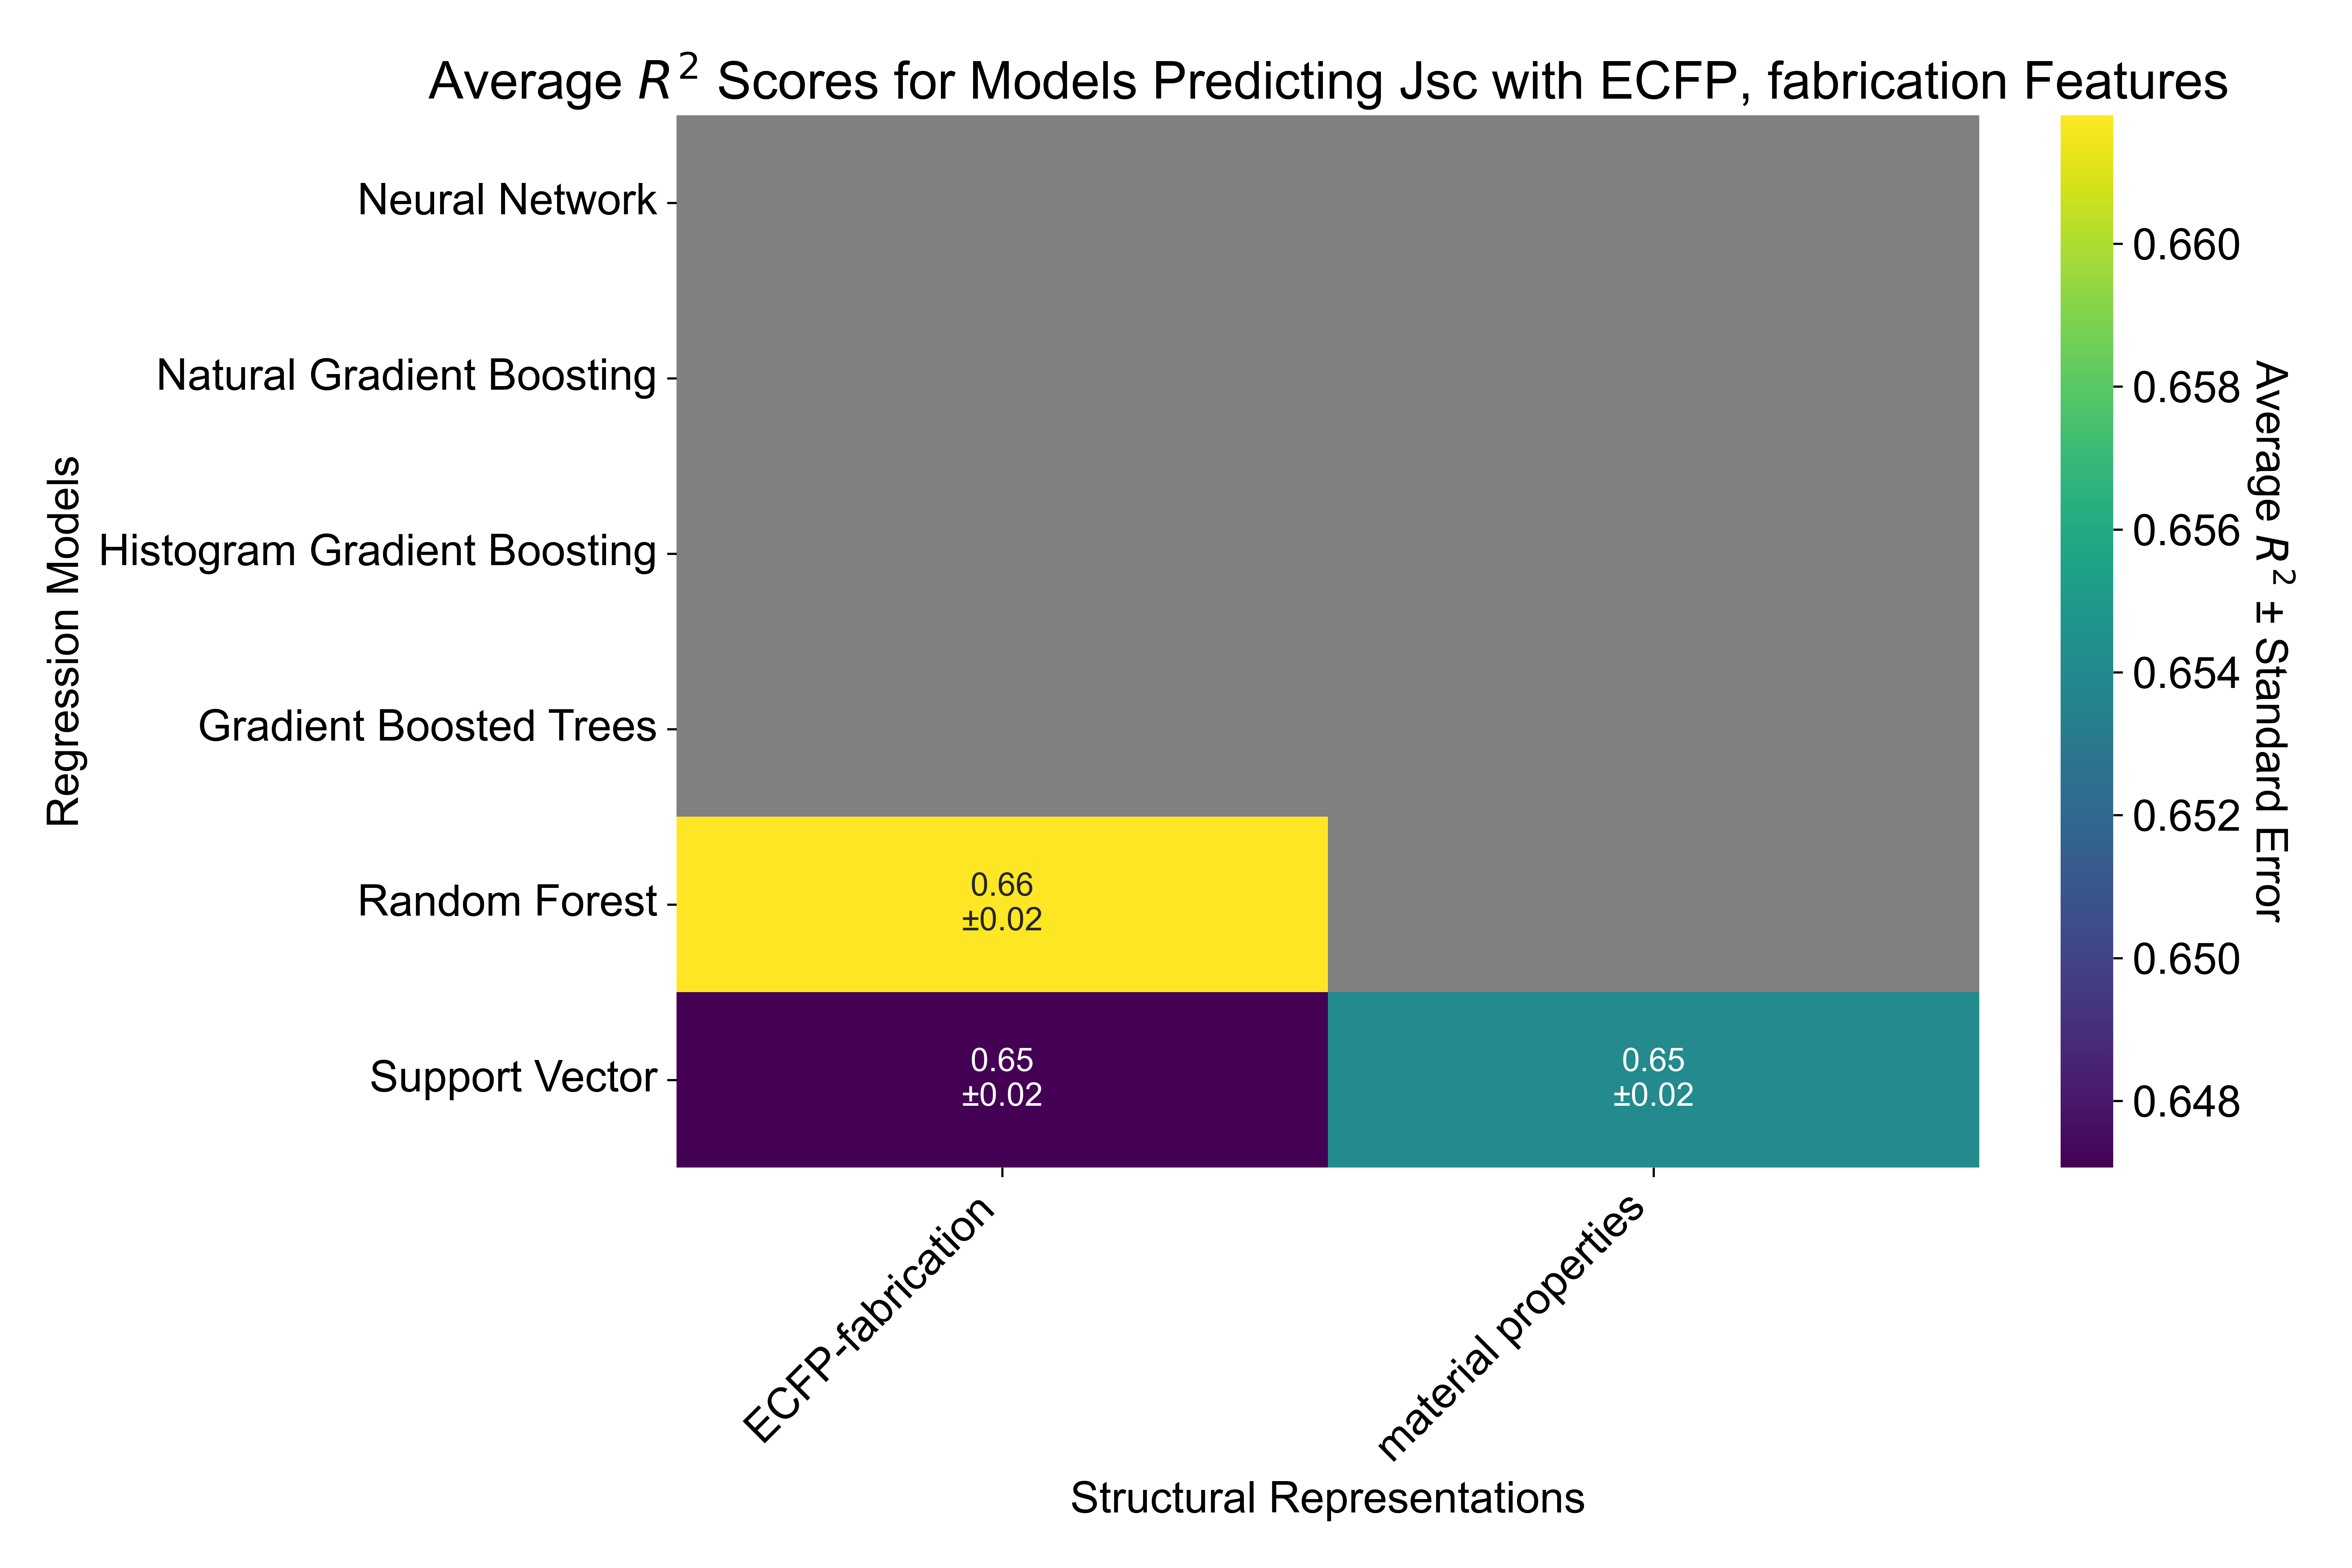 Average R² Scores for Models Predicting Jsc with ECFP, fabrication Features
Regression Models
Neural Network
Natural Gradient Boosting
Histogram Gradient Boosting
Gradient Boosted Trees
Random Forest
Support Vector
0.66
±0.02
0.65
±0.02
0.65
±0.02
ECFP-fabrication
material properties
Structural Representations
0.660
0.658
0.656
0.654
0.652
0.650
0.648
Average R² ± Standard Error